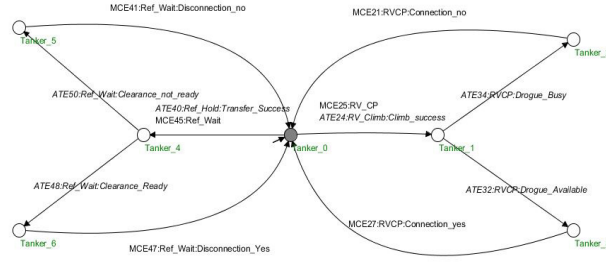 MCE41:Ref_Wait:Disconnection_no
MCE21:RVCP:Connection_no
Tanker_5
Tanker_
ATE50:Ref_Wait:Clearance_not_ready
ATE34:RVCP:Drogue_Busy
ATE40:Ref_Hold:Transfer_Success
MCE45:Ref_Wait
MCE25:RV_CP
ATE24:RV_Climb:Climb_success
Tanker_4
Tanker_0
Tanker_1
ATE48:Ref_Wait:Clearance_Ready
ATE32:RVCP:Drogue_Available
MCE27:RVCP:Connection_yes
Tanker_6
Tanker_
MCE47:Ref_Wait:Disconnection_Yes